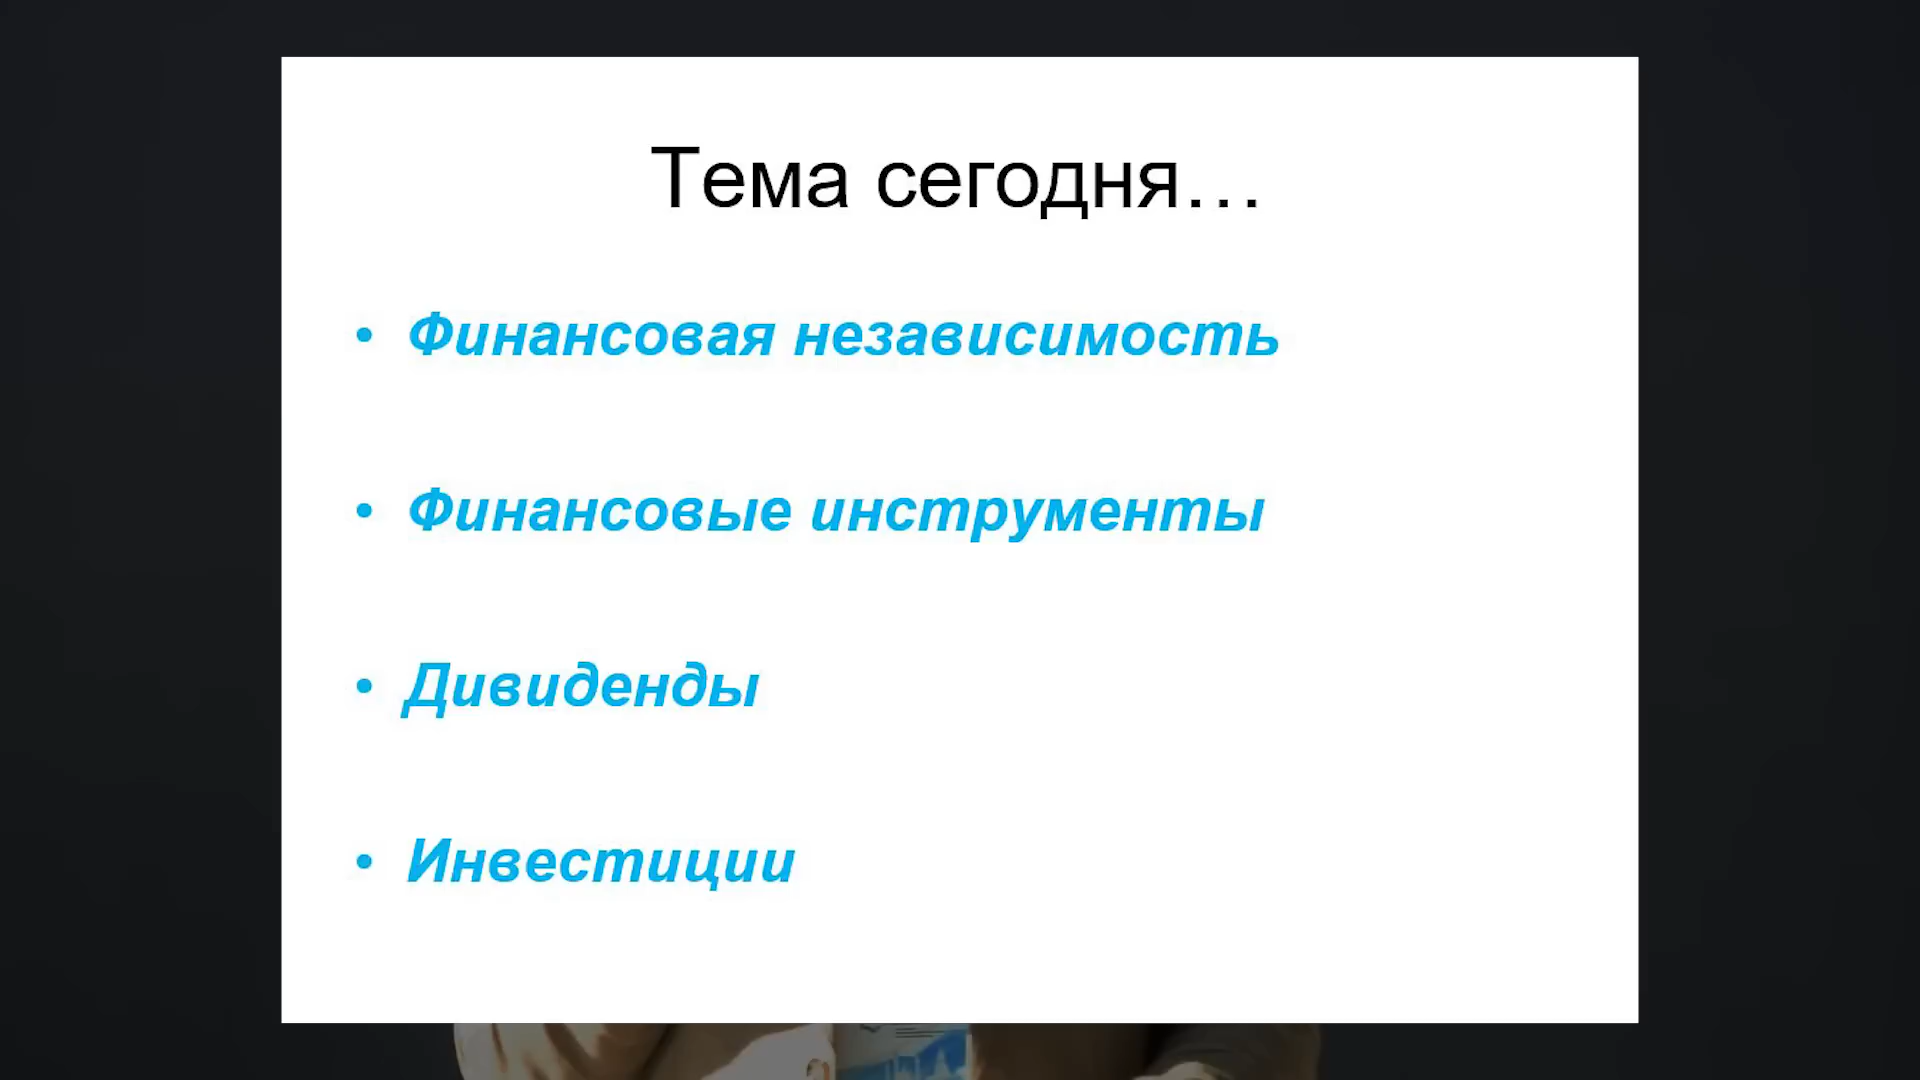 Тема сегодня…
• Финансовая независимость
• Финансовые инструменты
• Дивиденды
• Инвестиции